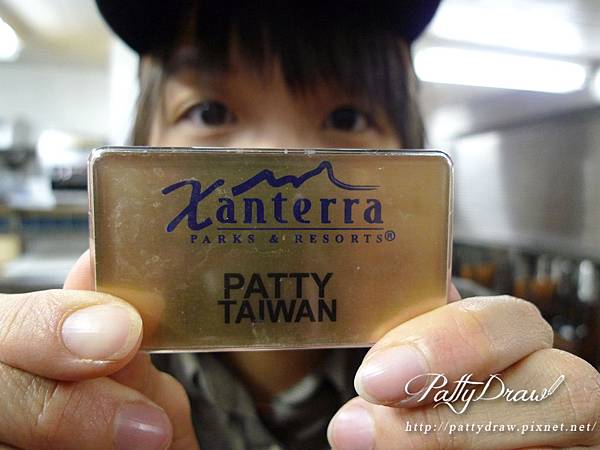 Xanterra
PARKS & RESORTS®
PATTY
TAIWAN
PattyDraw
http://pattydraw.pixnet.net/